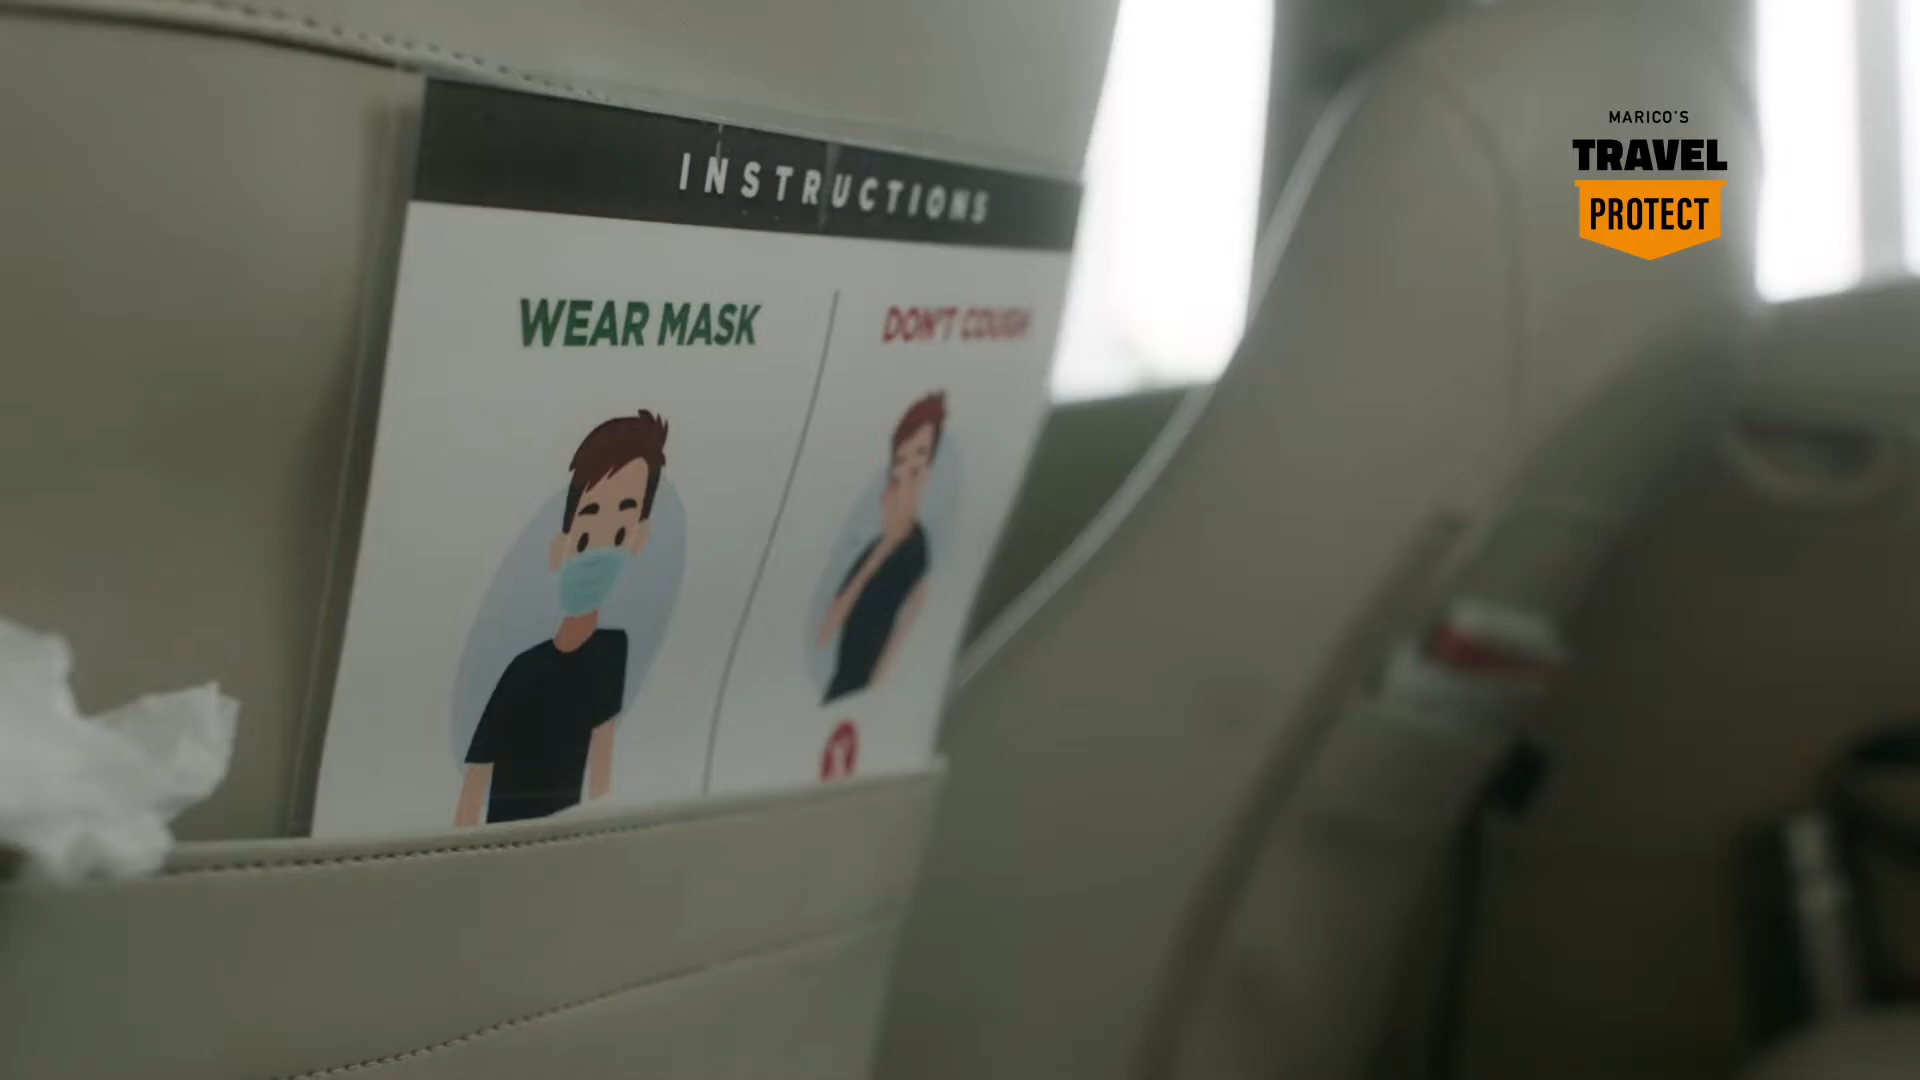 INSTRUCTIONS
WEAR MASK
DON'T COUGH
MARICO'S
TRAVEL
PROTECT